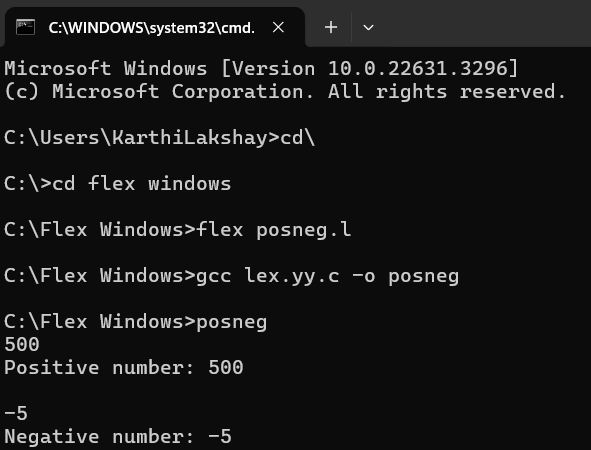 C:\WINDOWS\system32\cmd.
Microsoft Windows [Version 10.0.22631.3296]
(c) Microsoft Corporation. All rights reserved.
C:\Users\KarthiLakshay>cd\
C:\>cd flex windows
C:\Flex Windows>flex posneg.l
C:\Flex Windows>gcc lex.yy.c -o posneg
C:\Flex Windows>posneg
500
Positive number: 500
-5
Negative number: -5